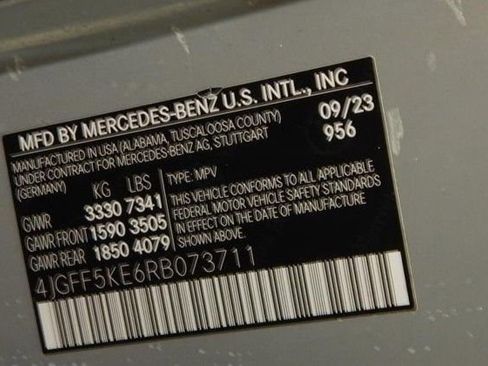 MFD BY MERCEDES-BENZ U.S. INTL., INC
MANUFACTURED IN USA (ALABAMA, TUSCALOOSA COUNTY)
UNDER CONTRACT FOR MERCEDES-BENZ AG, STUTTGART
(GERMANY)
09/23
956
KG LBS
GVWR 3330 7341
GAWR FRONT 1590 3505
GAWR REAR 1850 4079
TYPE: MPV
THIS VEHICLE CONFORMS TO ALL APPLICABLE
FEDERAL MOTOR VEHICLE SAFETY STANDARDS
IN EFFECT ON THE DATE OF MANUFACTURE
SHOWN ABOVE.
4JGFF5KE6RB073711